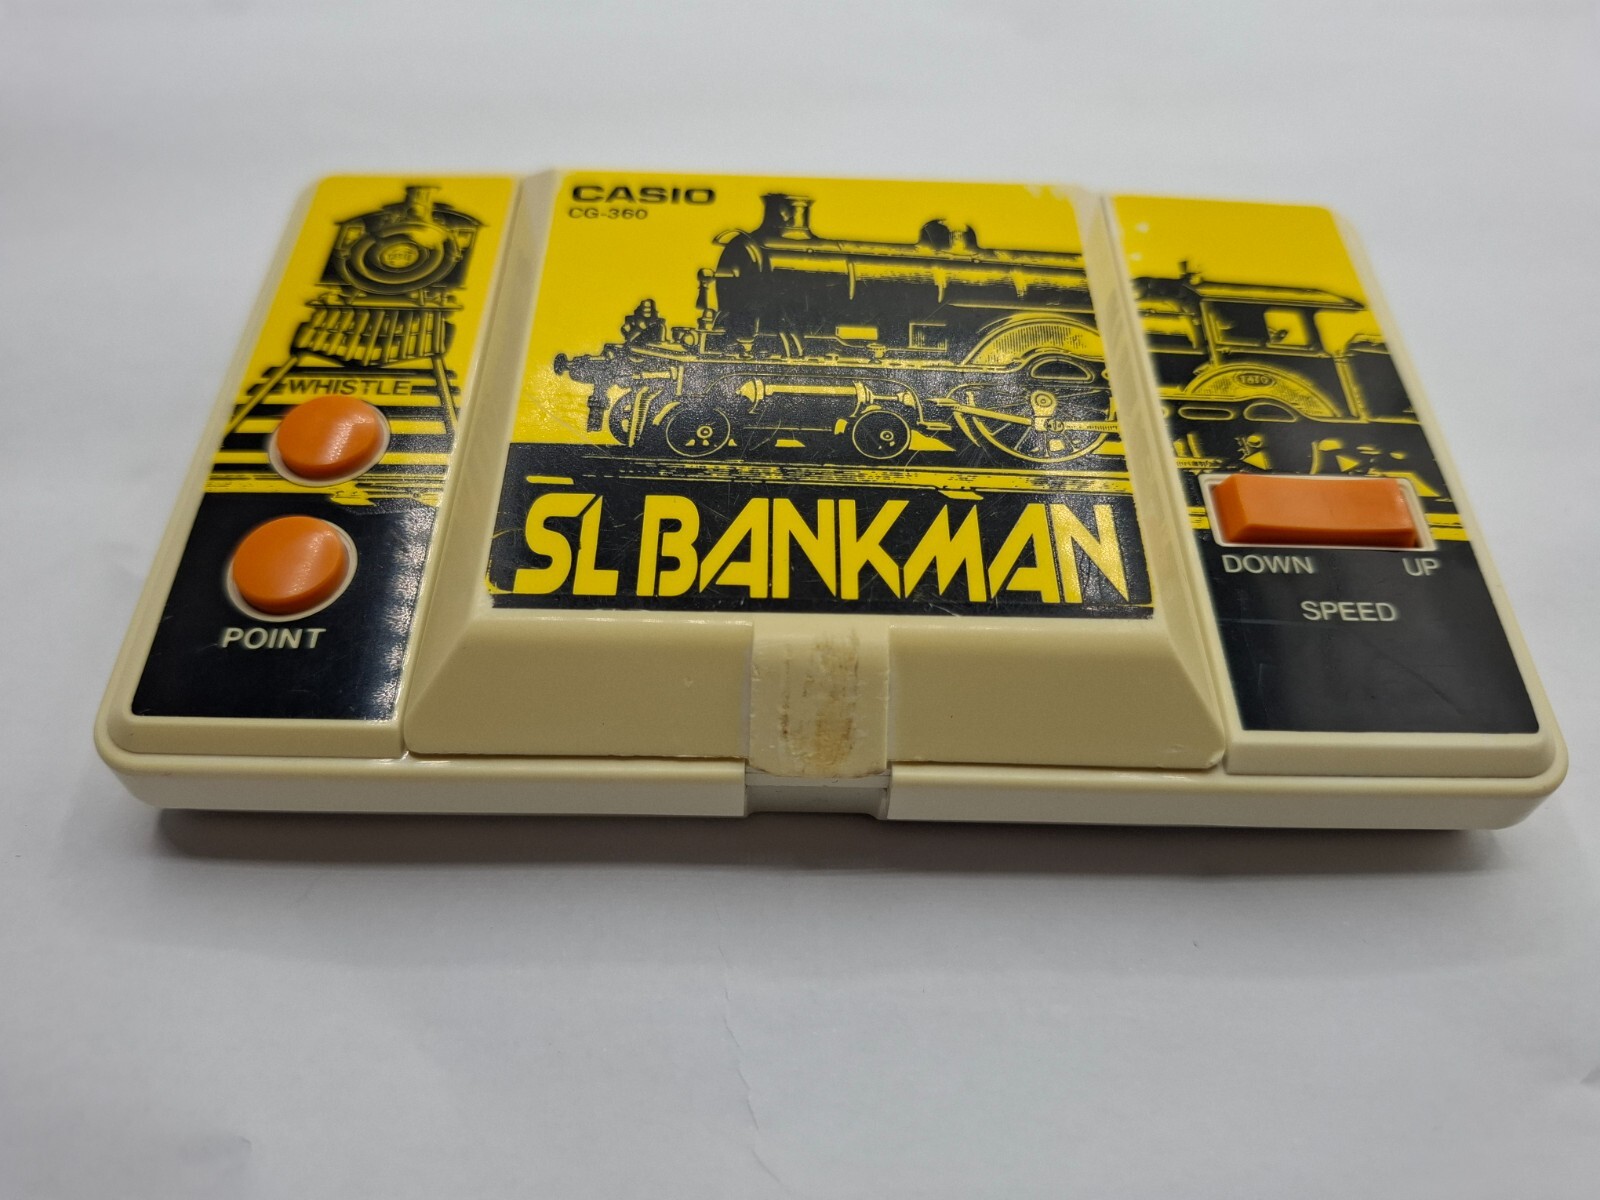 CASIO
CG-360
WHISTLE
SL BANKMAN
POINT
DOWN UP
SPEED